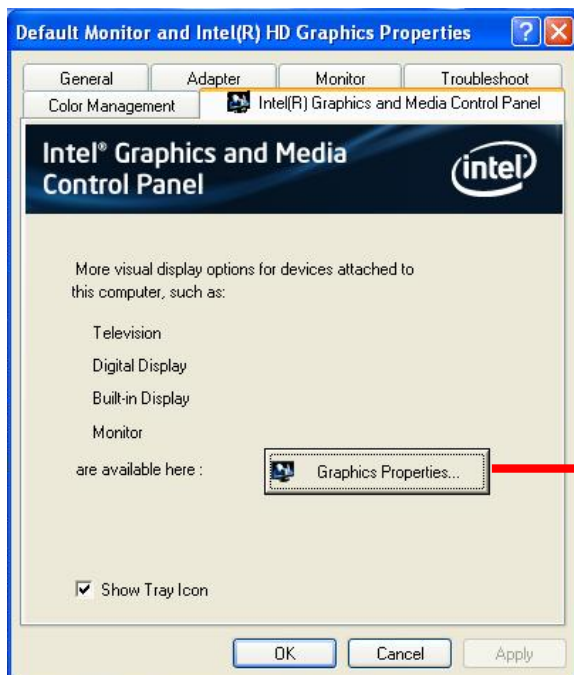 Default Monitor and Intel(R) HD Graphics Properties
General Adapter Monitor Troubleshoot
Color Management Intel(R) Graphics and Media Control Panel
Intel® Graphics and Media
Control Panel
intel
More visual display options for devices attached to
this computer, such as:
Television
Digital Display
Built-in Display
Monitor
are available here :
Graphics Properties...
Show Tray Icon
OK Cancel Apply